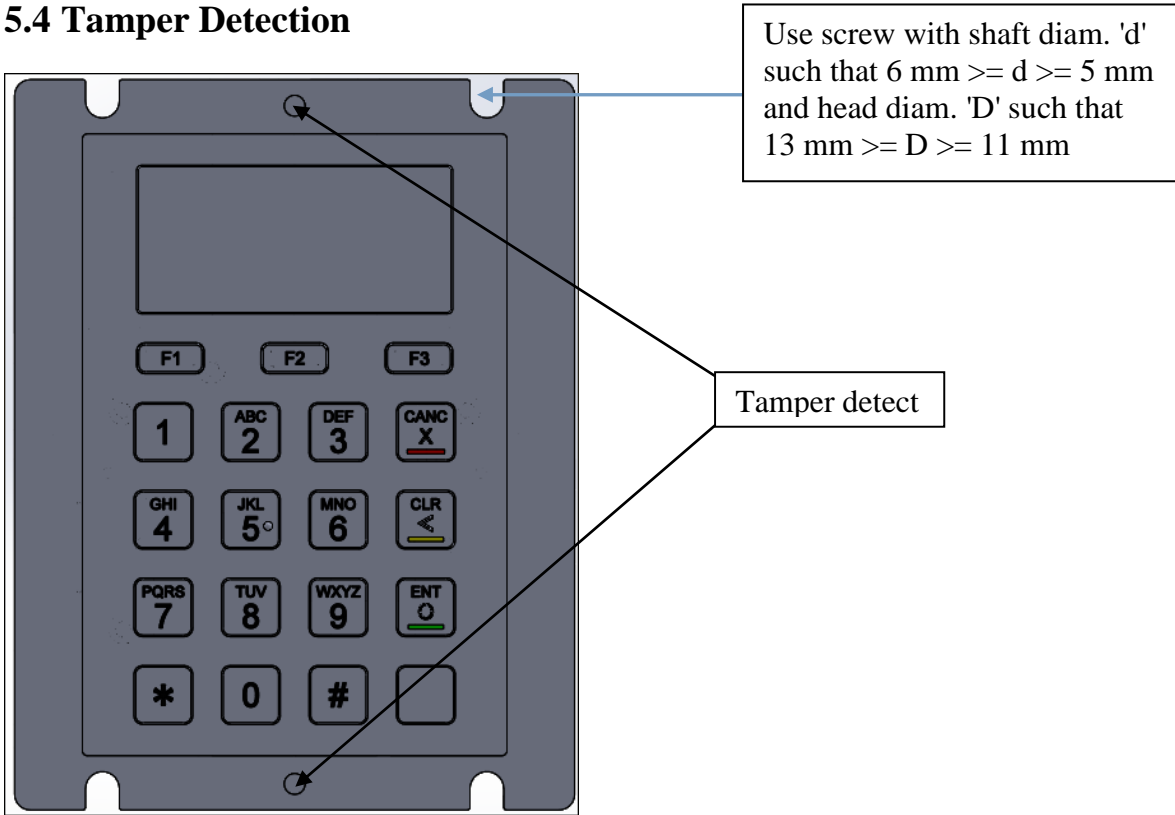 5.4 Tamper Detection
Use screw with shaft diam. 'd'
such that 6 mm >= d >= 5 mm
and head diam. 'D' such that
13 mm >= D >= 11 mm
F1 F2 F3
1
ABC
2
DEF
3
CANC
X
Tamper detect
GHI
4
JKL
5
MNO
6
CLR
<
PQRS
7
TUV
8
WXYZ
9
ENT
O
* 0 #